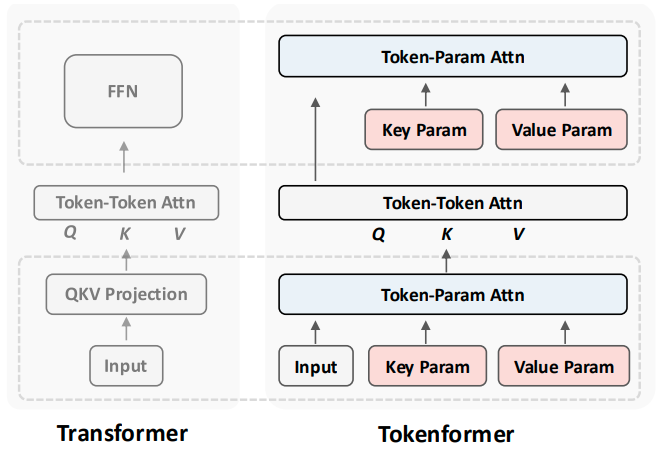 FFN
Token-Token Attn
Q K V
QKV Projection
Input
Transformer
Token-Param Attn
Key Param
Value Param
Token-Token Attn
Q K V
Token-Param Attn
Input
Key Param
Value Param
Tokenformer